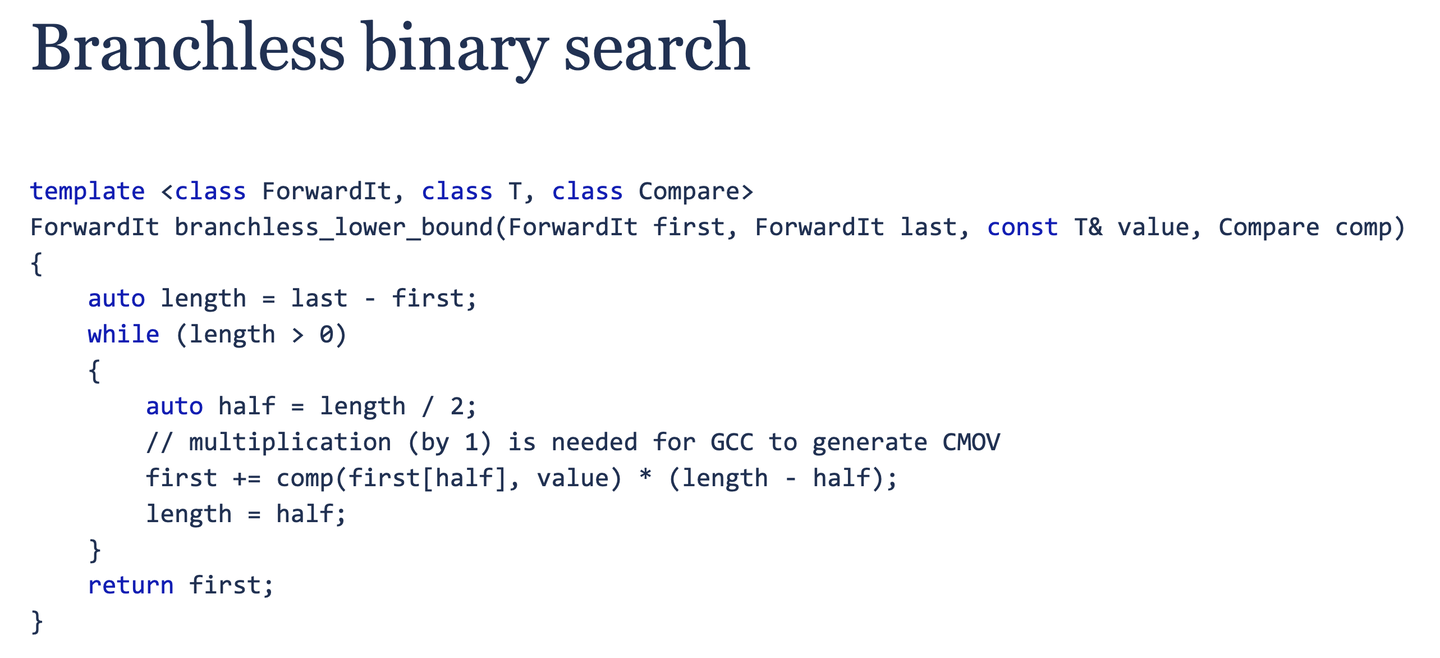 Branchless binary search
template <class ForwardIt, class T, class Compare>
ForwardIt branchless_lower_bound(ForwardIt first, ForwardIt last, const T& value, Compare comp)
{
    auto length = last - first;
    while (length > 0)
    {
        auto half = length / 2;
        // multiplication (by 1) is needed for GCC to generate CMOV
        first += comp(first[half], value) * (length - half);
        length = half;
    }
    return first;
}